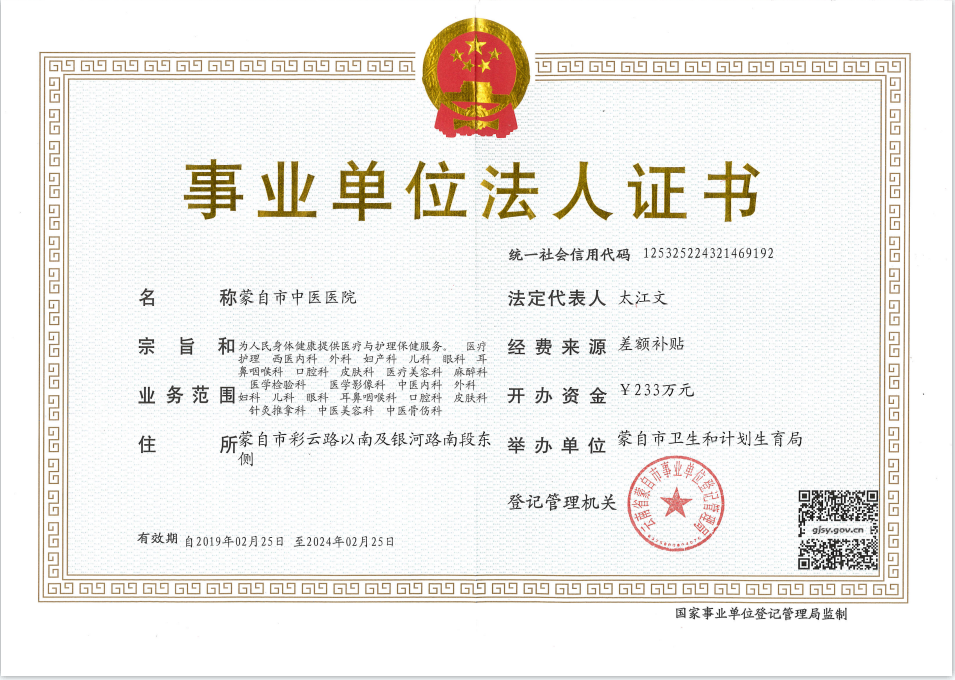 事业单位法人证书
统一社会信用代码 125325224321469192
名 称 蒙自市中医医院
宗旨和业务范围
为人民身体健康提供医疗与护理保健服务。 医疗
护理 西医内科 外科 妇产科 儿科 眼科 耳
鼻咽喉科 口腔科 皮肤科 医疗美容科 麻醉科
医学检验科 医学影像科 中医内科 外科
妇科 儿科 眼科 耳鼻咽喉科 口腔科 皮肤科
针灸推拿科 中医美容科 中医骨伤科
住 所 蒙自市彩云路以南及银河路南段东
侧
法定代表人 太江文
经费来源 差额补贴
开办资金 ￥233万元
举办单位 蒙自市卫生和计划生育局
登记管理机关
云南省蒙自市事业单位登记管理局
有效期 自2019年02月25日 至2024年02月25日
gjsy.gov.cn
国家事业单位登记管理局监制